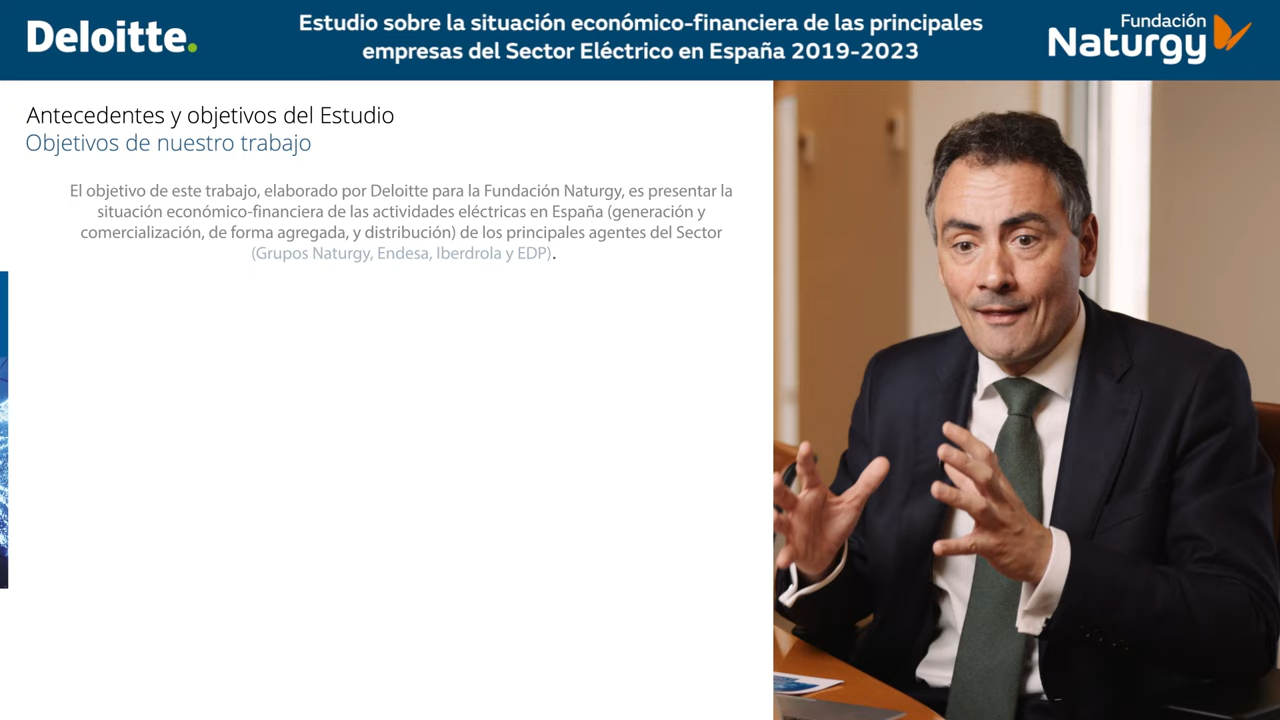 Deloitte.
Estudio sobre la situación económico-financiera de las principales
empresas del Sector Eléctrico en España 2019-2023
Fundación
Naturgy
Antecedentes y objetivos del Estudio
Objetivos de nuestro trabajo
El objetivo de este trabajo, elaborado por Deloitte para la Fundación Naturgy, es presentar la
situación económico-financiera de las actividades eléctricas en España (generación y
comercialización, de forma agregada, y distribución) de los principales agentes del Sector
(Grupos Naturgy, Endesa, Iberdrola y EDP).